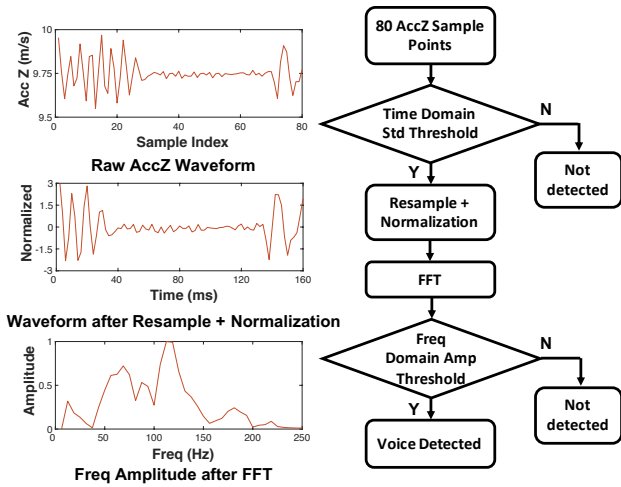 10
9.75
9.5
Acc Z (m/s)
0 20 40 60 80
Sample Index
Raw AccZ Waveform
3
1.5
0
-1.5
-3
Normalized
0 40 80 120 160
Time (ms)
Waveform after Resample + Normalization
1
0.5
0
Amplitude
0 50 100 150 200 250
Freq (Hz)
Freq Amplitude after FFT
80 AccZ Sample
Points
Time Domain
Std Threshold
N
Not
detected
Y
Resample +
Normalization
FFT
Freq
Domain Amp
Threshold
N
Not
detected
Y
Voice Detected